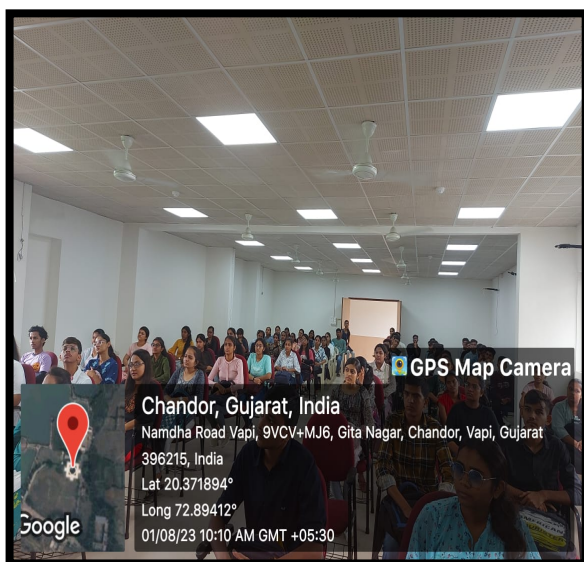 GPS Map Camera
Chandor, Gujarat, India
Namdha Road Vapi, 9VCV+MJ6, Gita Nagar, Chandor, Vapi, Gujarat
396215, India
Lat 20.371894°
Long 72.89412°
01/08/23 10:10 AM GMT +05:30
Google